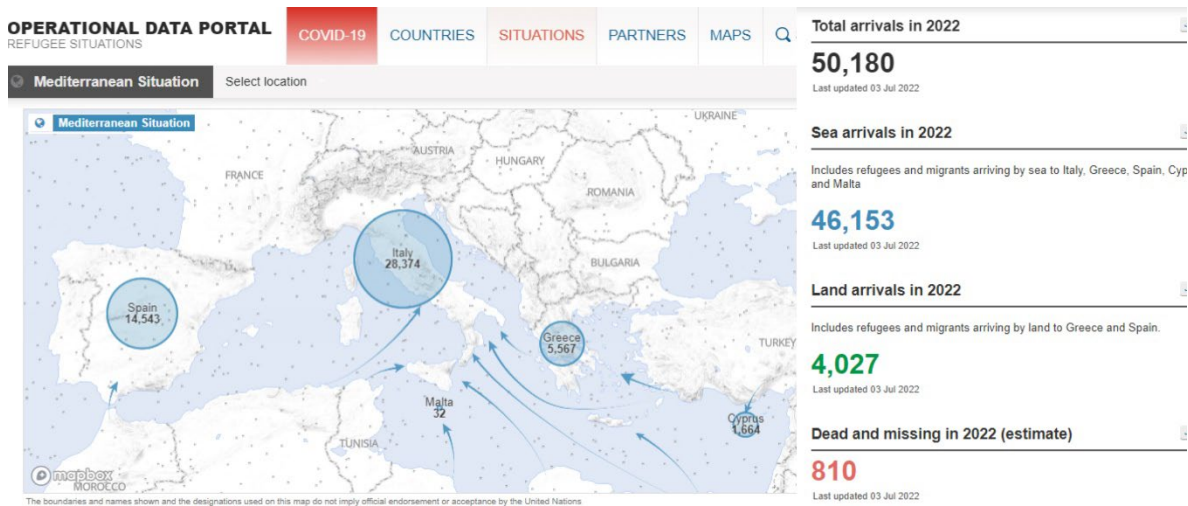 OPERATIONAL DATA PORTAL
REFUGEE SITUATIONS
COVID-19
COUNTRIES
SITUATIONS
PARTNERS
MAPS
Mediterranean Situation
Select location
Mediterranean Situation
UKRAINE
AUSTRIA
HUNGARY
FRANCE
ROMANIA
Italy
28,374
BULGARIA
Spain
14,543
Greece
5,567
TURKEY
Malta
32
Cyprus
1,664
TUNISIA
mapbox
MOROCCO
The boundaries and names shown and the designations used on this map do not imply official endorsement or acceptance by the United Nations
Total arrivals in 2022
50,180
Last updated 03 Jul 2022
Sea arrivals in 2022
Includes refugees and migrants arriving by sea to Italy, Greece, Spain, Cyp
and Malta
46,153
Last updated 03 Jul 2022
Land arrivals in 2022
Includes refugees and migrants arriving by land to Greece and Spain.
4,027
Last updated 03 Jul 2022
Dead and missing in 2022 (estimate)
810
Last updated 03 Jul 2022